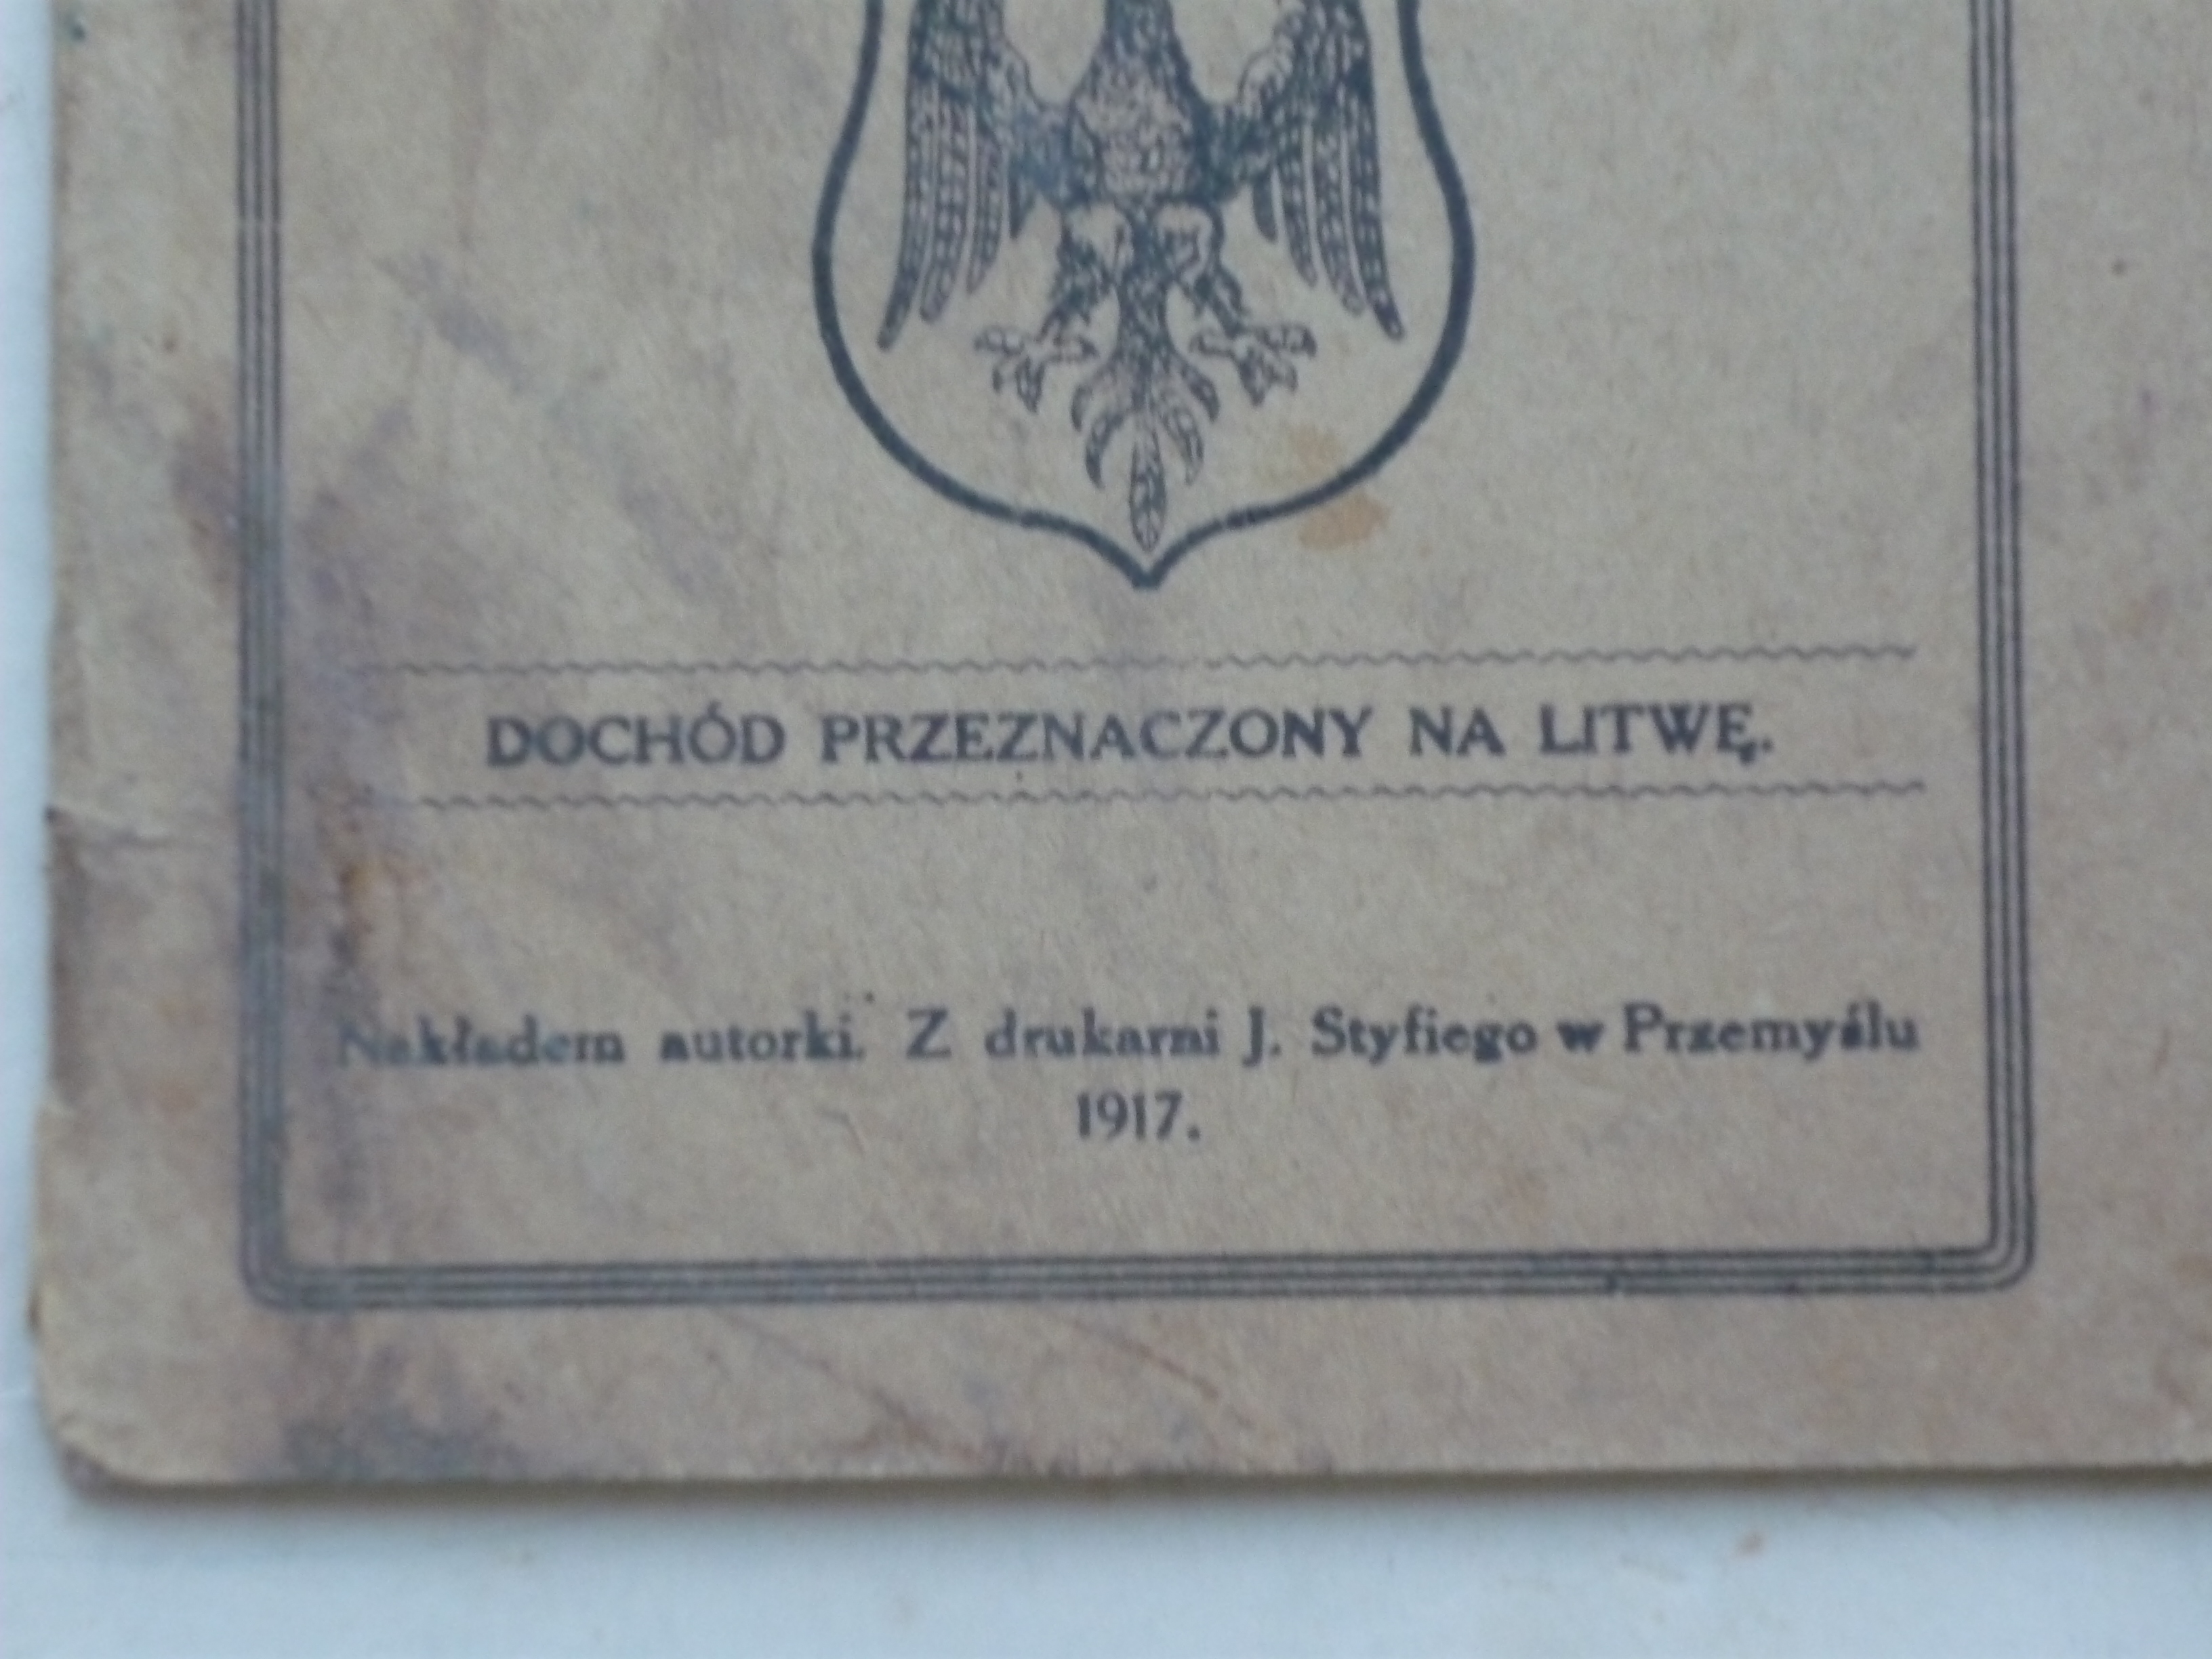 DOCHÓD PRZEZNACZONY NA LITWĘ.
Nakładem autorki. Z drukarni J. Styfiego w Przemyślu
1917.